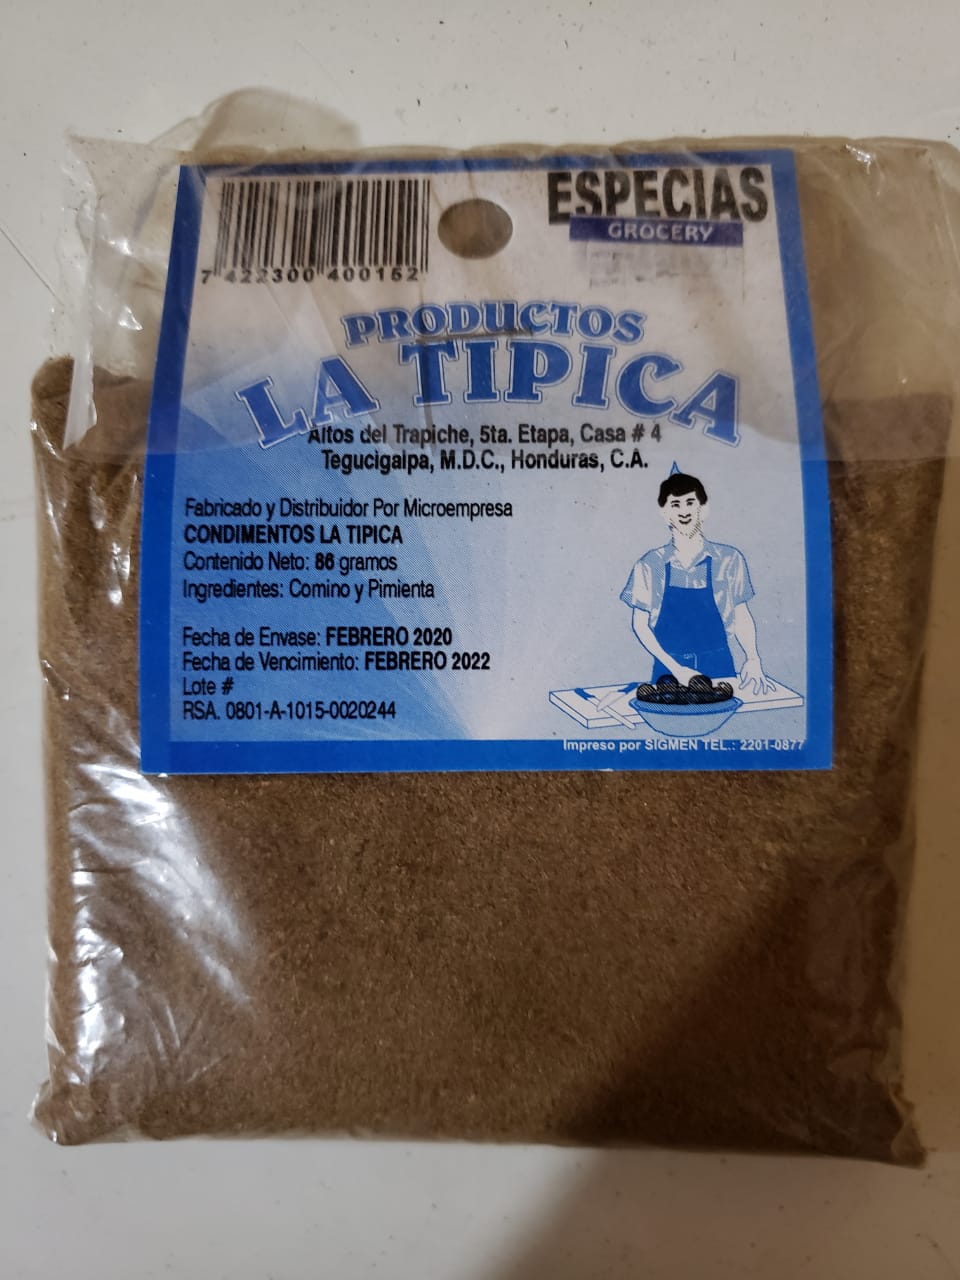 7 422300 400152
ESPECIAS
GROCERY
PRODUCTOS
LA TIPICA
Altos del Trapiche, 5ta. Etapa, Casa # 4
Tegucigalpa, M.D.C., Honduras, C.A.
Fabricado y Distribuidor Por Microempresa
CONDIMENTOS LA TIPICA
Contenido Neto: 86 gramos
Ingredientes: Comino y Pimienta
Fecha de Envase: FEBRERO 2020
Fecha de Vencimiento: FEBRERO 2022
Lote #
RSA. 0801-A-1015-0020244
Impreso por SIGMEN TEL.: 2201-0877